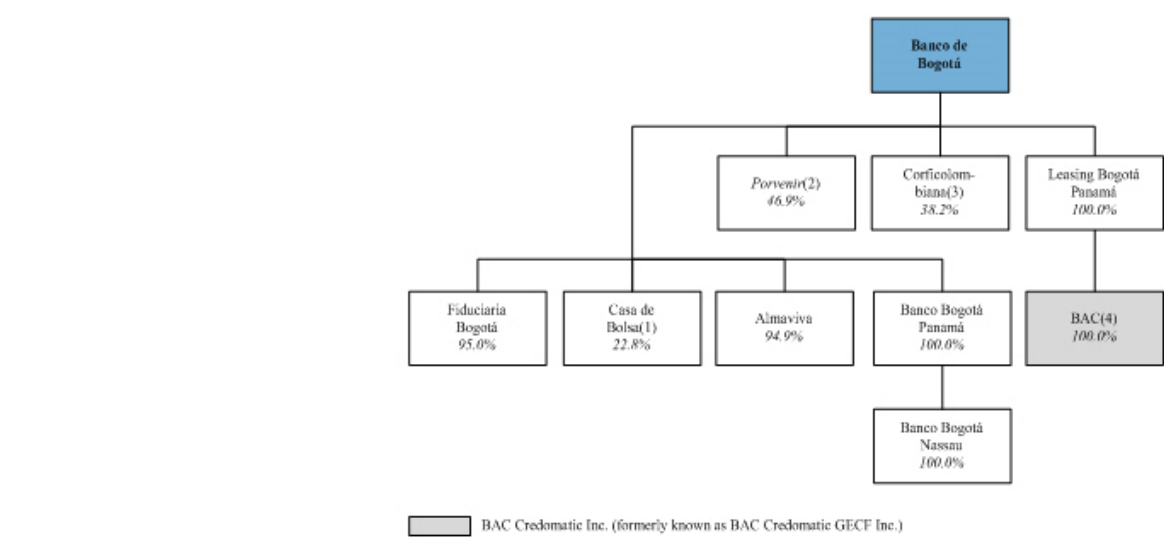 Banco de
Bogotá
Porvenir(2)
46.9%
Corficolom-
biana(3)
38.2%
Leasing Bogotá
Panamá
100.0%
Fiduciaria
Bogotá
95.0%
Casa de
Bolsa(1)
22.8%
Almaviva
94.9%
Banco Bogotá
Panamá
100.0%
BAC(4)
100.0%
Banco Bogotá
Nassau
100.0%
BAC Credomatic Inc. (formerly known as BAC Credomatic GECF Inc.)